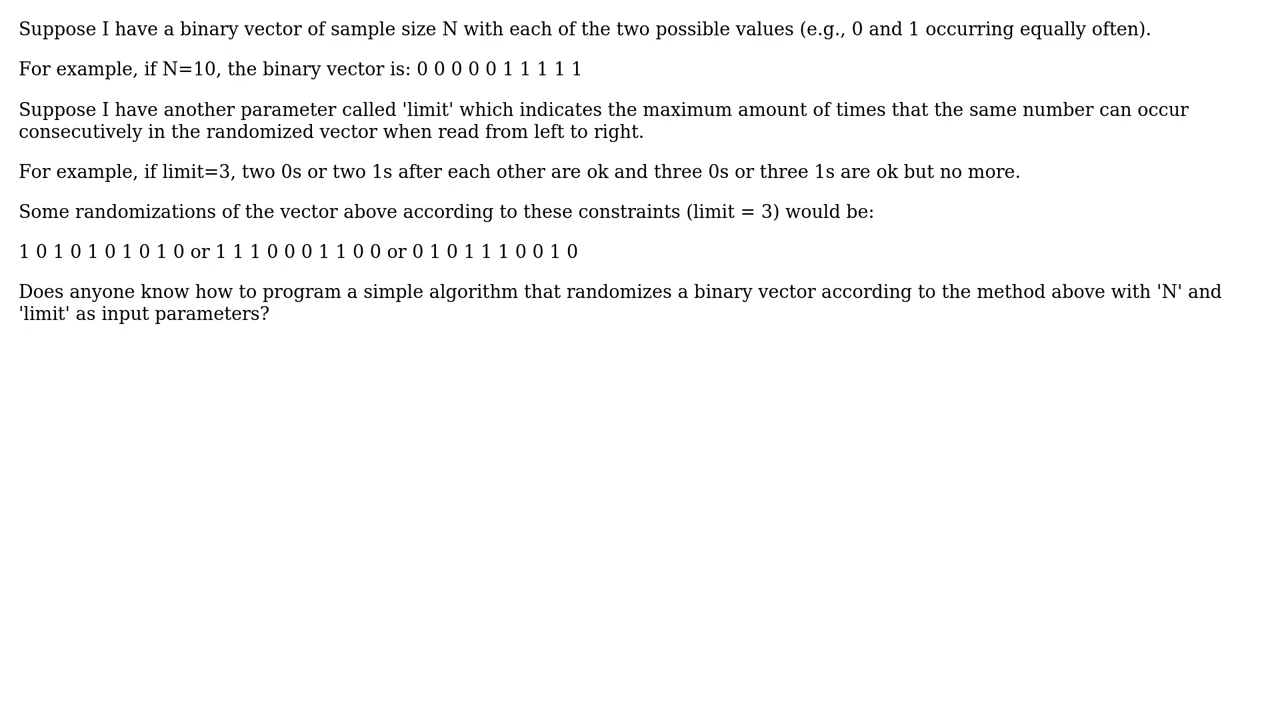 Suppose I have a binary vector of sample size N with each of the two possible values (e.g., 0 and 1 occurring equally often).
For example, if N=10, the binary vector is: 0 0 0 0 0 1 1 1 1 1
Suppose I have another parameter called 'limit' which indicates the maximum amount of times that the same number can occur
consecutively in the randomized vector when read from left to right.
For example, if limit=3, two 0s or two 1s after each other are ok and three 0s or three 1s are ok but no more.
Some randomizations of the vector above according to these constraints (limit = 3) would be:
1 0 1 0 1 0 1 0 1 0 or 1 1 1 0 0 0 1 1 0 0 or 0 1 0 1 1 1 0 0 1 0
Does anyone know how to program a simple algorithm that randomizes a binary vector according to the method above with 'N' and
'limit' as input parameters?